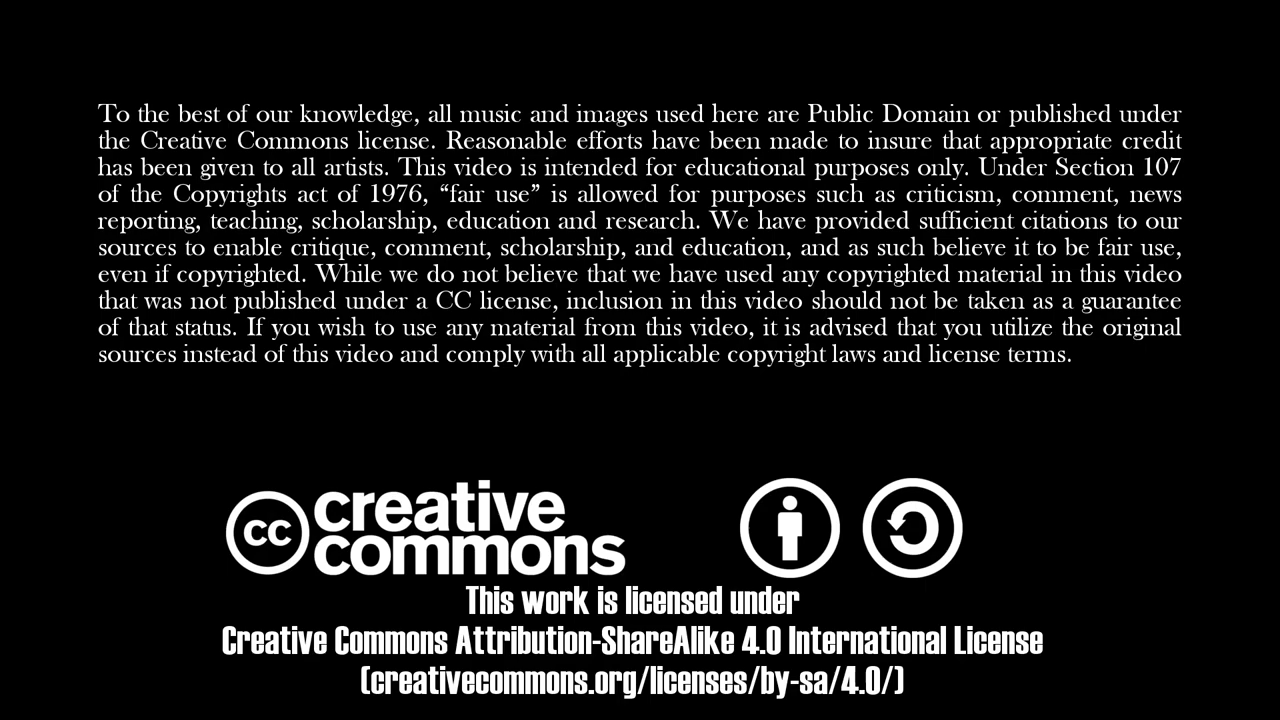 To the best of our knowledge, all music and images used here are Public Domain or published under
the Creative Commons license. Reasonable efforts have been made to insure that appropriate credit
has been given to all artists. This video is intended for educational purposes only. Under Section 107
of the Copyrights act of 1976, “fair use” is allowed for purposes such as criticism, comment, news
reporting, teaching, scholarship, education and research. We have provided sufficient citations to our
sources to enable critique, comment, scholarship, and education, and as such believe it to be fair use,
even if copyrighted. While we do not believe that we have used any copyrighted material in this video
that was not published under a CC license, inclusion in this video should not be taken as a guarantee
of that status. If you wish to use any material from this video, it is advised that you utilize the original
sources instead of this video and comply with all applicable copyright laws and license terms.
cc creative
commons
This work is licensed under
Creative Commons Attribution-ShareAlike 4.0 International License
(creativecommons.org/licenses/by-sa/4.0/)